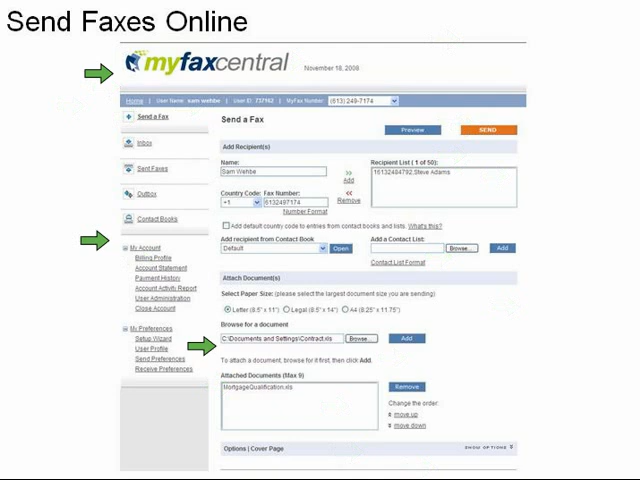 Send Faxes Online
myfaxcentral
November 18, 2008
Home | User Name: sam wehbe | User ID: 737162 | MyFax Number: (613) 249-7174
Send a Fax
Inbox
Sent Faxes
Outbox
Contact Books
My Account
Billing Profile
Account Statement
Payment History
Account Activity Report
User Administration
Close Account
My Preferences
Setup Wizard
User Profile
Send Preferences
Receive Preferences
Send a Fax
Preview
SEND
Add Recipient(s)
Name:
Sam Wehbe
Add
Remove
Recipient List ( 1 of 50):
16132484792,Steve Adams
Country Code: Fax Number:
+1
6132497174
Number Format
Add default country code to entries from contact books and lists. What's this?
Add recipient from Contact Book
Default
Open
Add a Contact List:
Browse...
Add
Contact List Format
Attach Document(s)
Select Paper Size: (please select the largest document size you are sending)
Letter (8.5" x 11") Legal (8.5" x 14") A4 (8.25" x 11.75")
Browse for a document
C:\Documents and Settings\Contract.xls
Browse...
Add
To attach a document, browse for it first, then click Add.
Attached Documents (Max 9)
MortgageQualification.xls
Remove
Change the order:
move up
move down
Options | Cover Page
SHOW OPTIONS